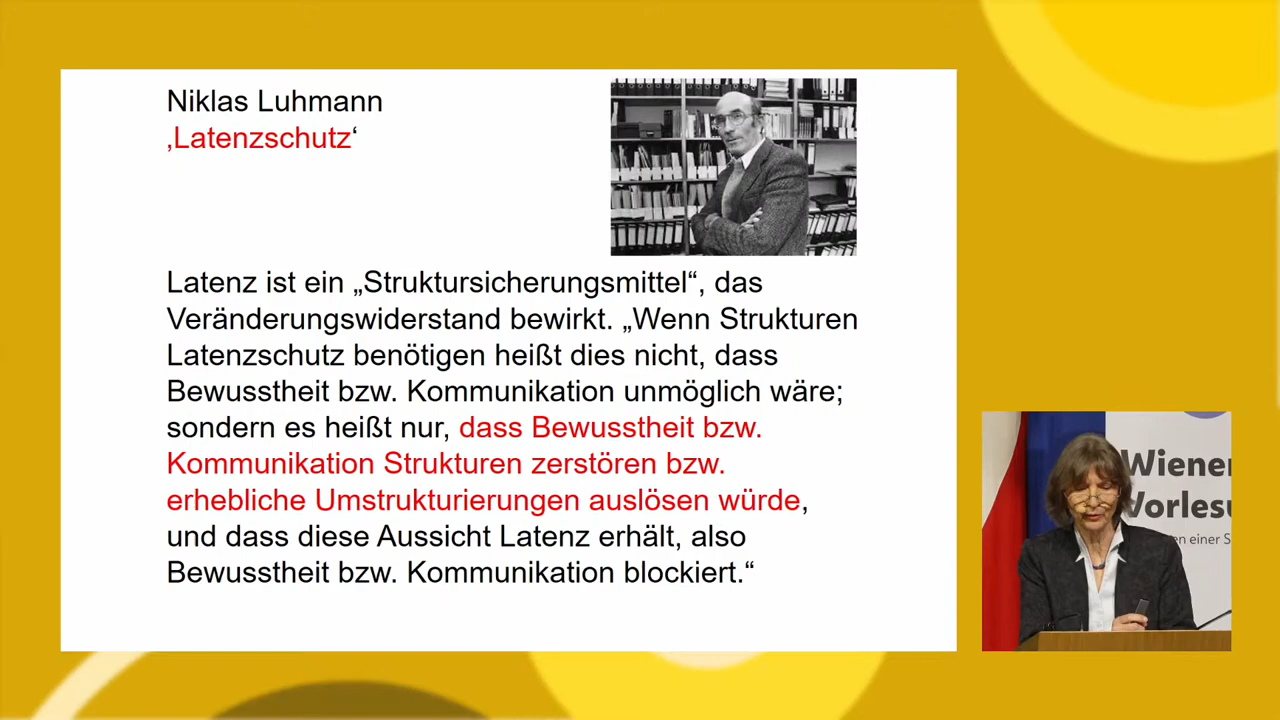 Niklas Luhmann
‚Latenzschutz‘
Latenz ist ein „Struktursicherungsmittel“, das
Veränderungswiderstand bewirkt. „Wenn Strukturen
Latenzschutz benötigen heißt dies nicht, dass
Bewusstheit bzw. Kommunikation unmöglich wäre;
sondern es heißt nur, dass Bewusstheit bzw.
Kommunikation Strukturen zerstören bzw.
erhebliche Umstrukturierungen auslösen würde,
und dass diese Aussicht Latenz erhält, also
Bewusstheit bzw. Kommunikation blockiert.“
Wiener
Vorlesu
en einer S